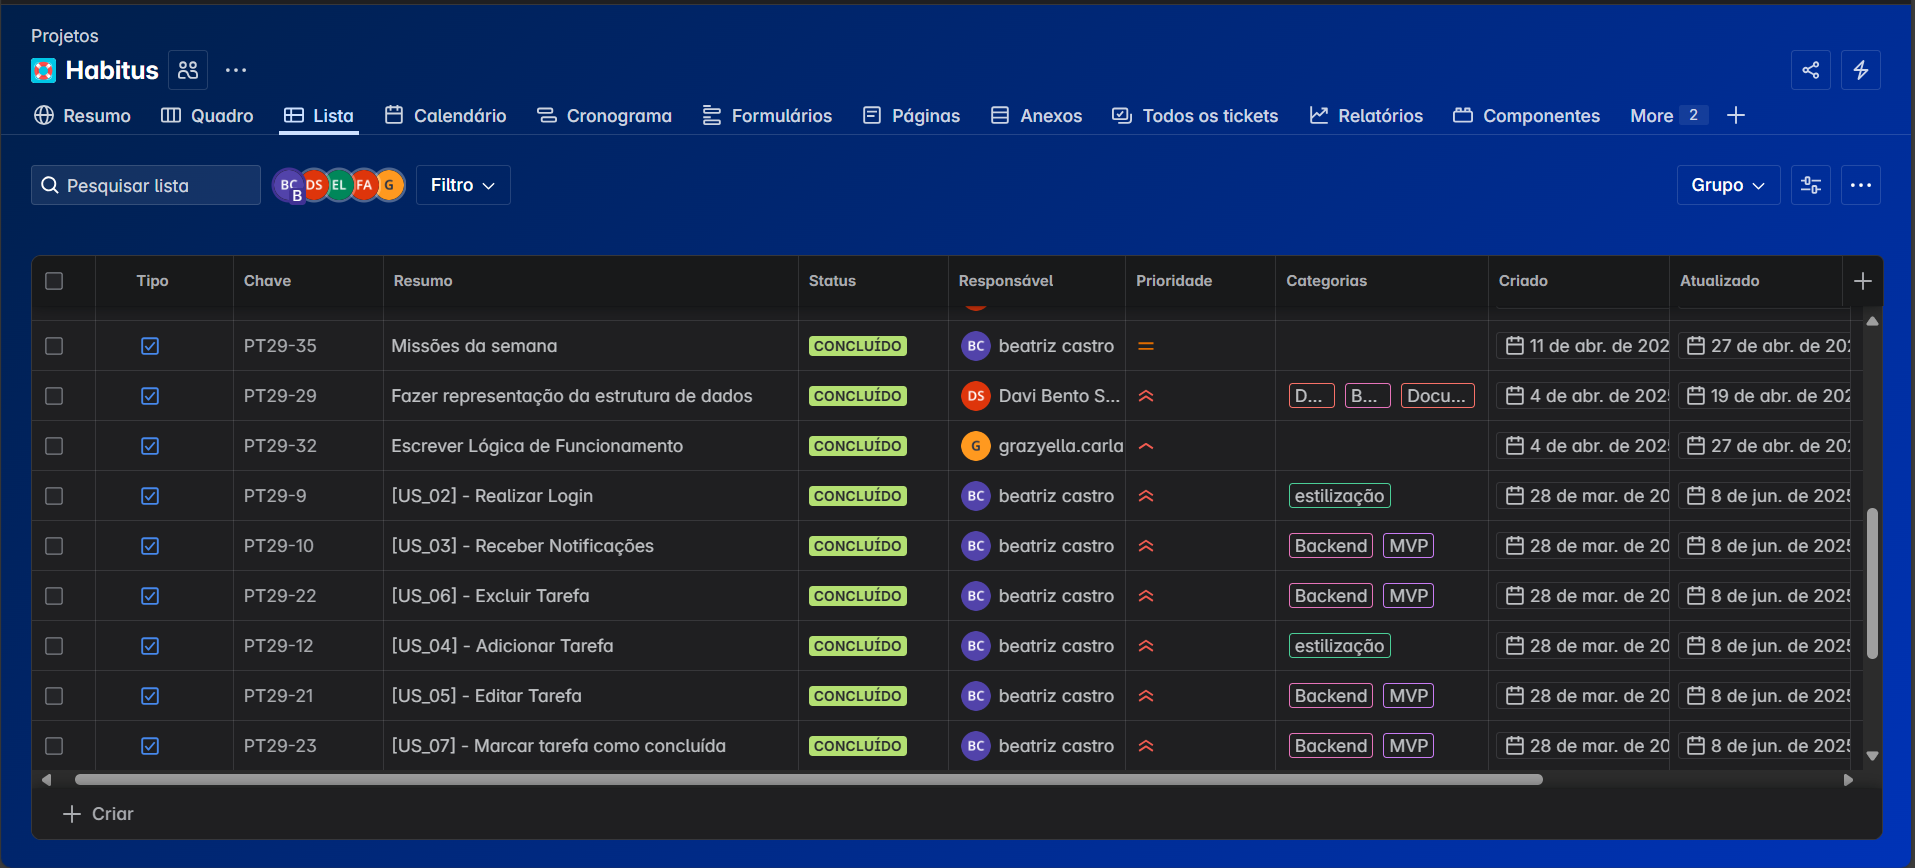 Projetos
Habitus
Resumo Quadro Lista Calendário Cronograma Formulários Páginas Anexos Todos os tickets Relatórios Componentes More 2
Pesquisar lista BC B DS EL FA G Filtro Grupo
Tipo Chave Resumo Status Responsável Prioridade Categorias Criado Atualizado
PT29-35 Missões da semana CONCLUÍDO BC beatriz castro 11 de abr. de 202 27 de abr. de 202
PT29-29 Fazer representação da estrutura de dados CONCLUÍDO DS Davi Bento S... D... B... Docu... 4 de abr. de 2025 19 de abr. de 202
PT29-32 Escrever Lógica de Funcionamento CONCLUÍDO G grazyella.carla 4 de abr. de 2025 27 de abr. de 202
PT29-9 [US_02] - Realizar Login CONCLUÍDO BC beatriz castro estilização 28 de mar. de 20 8 de jun. de 2025
PT29-10 [US_03] - Receber Notificações CONCLUÍDO BC beatriz castro Backend MVP 28 de mar. de 20 8 de jun. de 2025
PT29-22 [US_06] - Excluir Tarefa CONCLUÍDO BC beatriz castro Backend MVP 28 de mar. de 20 8 de jun. de 2025
PT29-12 [US_04] - Adicionar Tarefa CONCLUÍDO BC beatriz castro estilização 28 de mar. de 20 8 de jun. de 2025
PT29-21 [US_05] - Editar Tarefa CONCLUÍDO BC beatriz castro Backend MVP 28 de mar. de 20 8 de jun. de 2025
PT29-23 [US_07] - Marcar tarefa como concluída CONCLUÍDO BC beatriz castro Backend MVP 28 de mar. de 20 8 de jun. de 2025
Criar